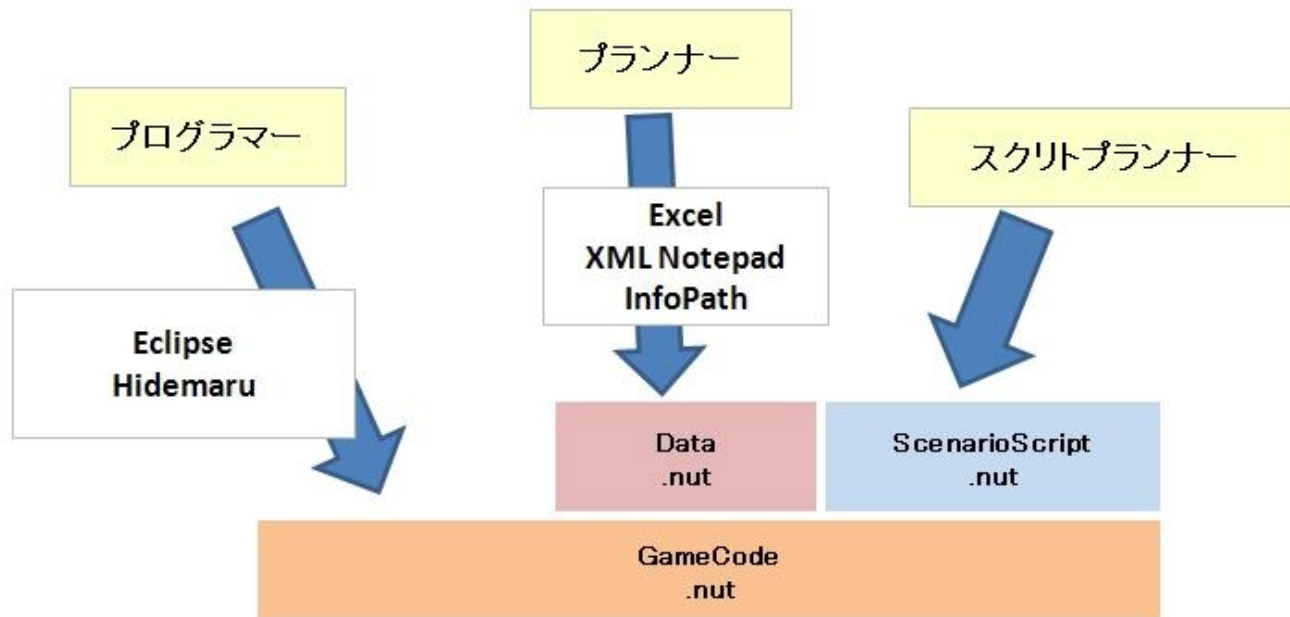 プランナー
プログラマー
スクリトプランナー
Excel
XML Notepad
InfoPath
Eclipse
Hidemaru
Data
.nut
ScenarioScript
.nut
GameCode
.nut